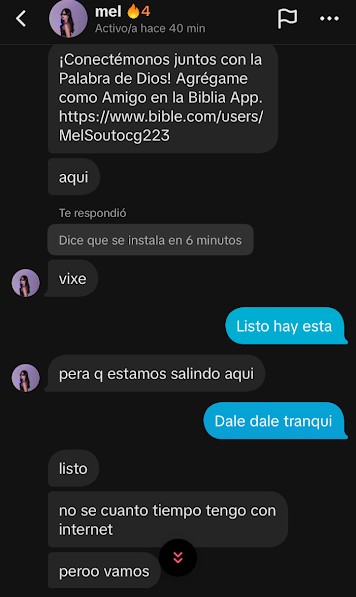 mel 🔥4
Activo/a hace 40 min
¡Conectémonos juntos con la
Palabra de Dios! Agrégame
como Amigo en la Biblia App.
https://www.bible.com/users/
MelSoutocg223
aqui
Te respondió
Dice que se instala en 6 minutos
vixe
Listo hay esta
pera q estamos salindo aqui
Dale dale tranqui
listo
no se cuanto tiempo tengo con
internet
peroo vamos